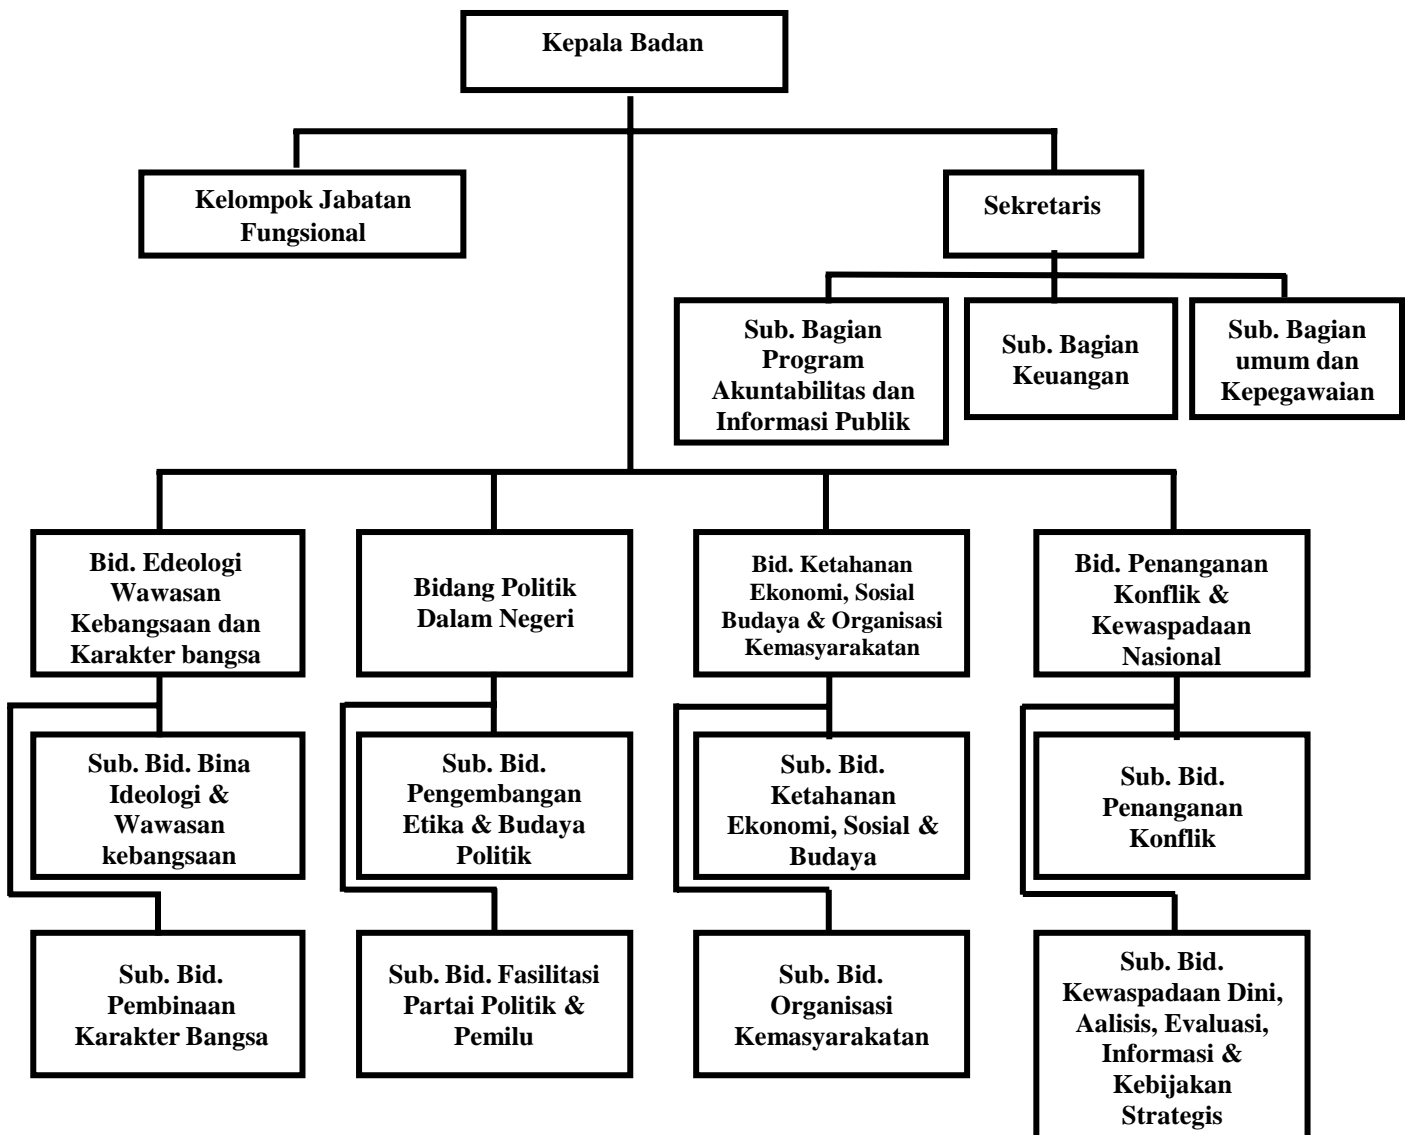 Kepala Badan
Kelompok Jabatan
Fungsional
Sekretaris
Sub. Bagian
Program
Akuntabilitas dan
Informasi Publik
Sub. Bagian
Keuangan
Sub. Bagian
umum dan
Kepegawaian
Bid. Edeologi
Wawasan
Kebangsaan dan
Karakter bangsa
Bidang Politik
Dalam Negeri
Bid. Ketahanan
Ekonomi, Sosial
Budaya & Organisasi
Kemasyarakatan
Bid. Penanganan
Konflik &
Kewaspadaan
Nasional
Sub. Bid. Bina
Ideologi &
Wawasan
kebangsaan
Sub. Bid.
Pengembangan
Etika & Budaya
Politik
Sub. Bid.
Ketahanan
Ekonomi, Sosial &
Budaya
Sub. Bid.
Penanganan
Konflik
Sub. Bid.
Pembinaan
Karakter Bangsa
Sub. Bid. Fasilitasi
Partai Politik &
Pemilu
Sub. Bid.
Organisasi
Kemasyarakatan
Sub. Bid.
Kewaspadaan Dini,
Aalisis, Evaluasi,
Informasi &
Kebijakan
Strategis